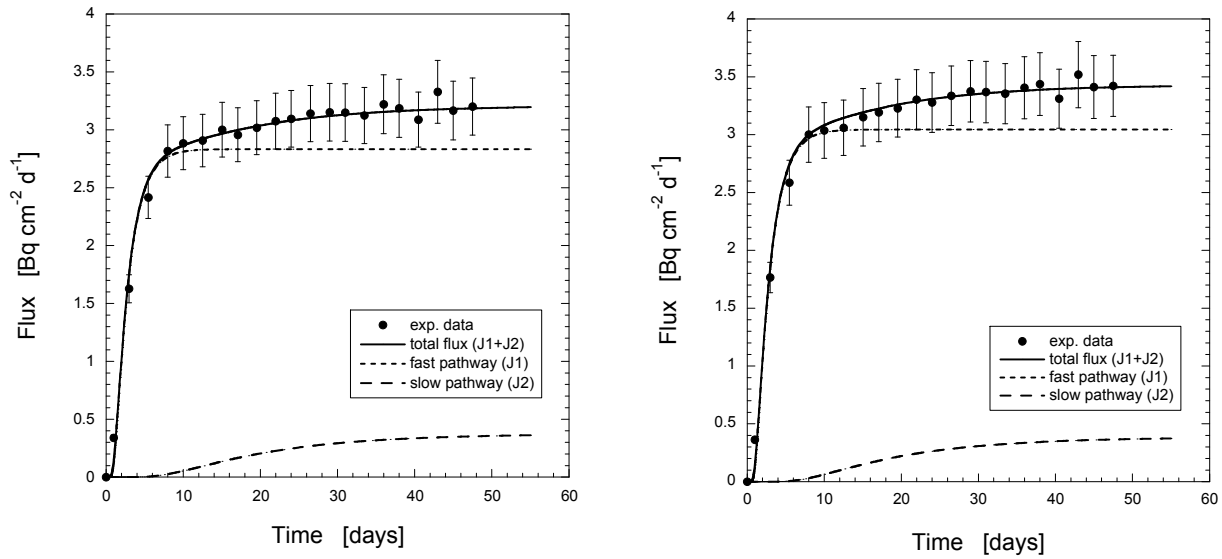 4
3.5
3
2.5
2
1.5
1
0.5
0
Flux [Bq cm-2 d-1]
exp. data
total flux (J1+J2)
fast pathway (J1)
slow pathway (J2)
0 10 20 30 40 50 60
Time [days]
4
3.5
3
2.5
2
1.5
1
0.5
0
Flux [Bq cm-2 d-1]
exp. data
total flux (J1+J2)
fast pathway (J1)
slow pathway (J2)
0 10 20 30 40 50 60
Time [days]